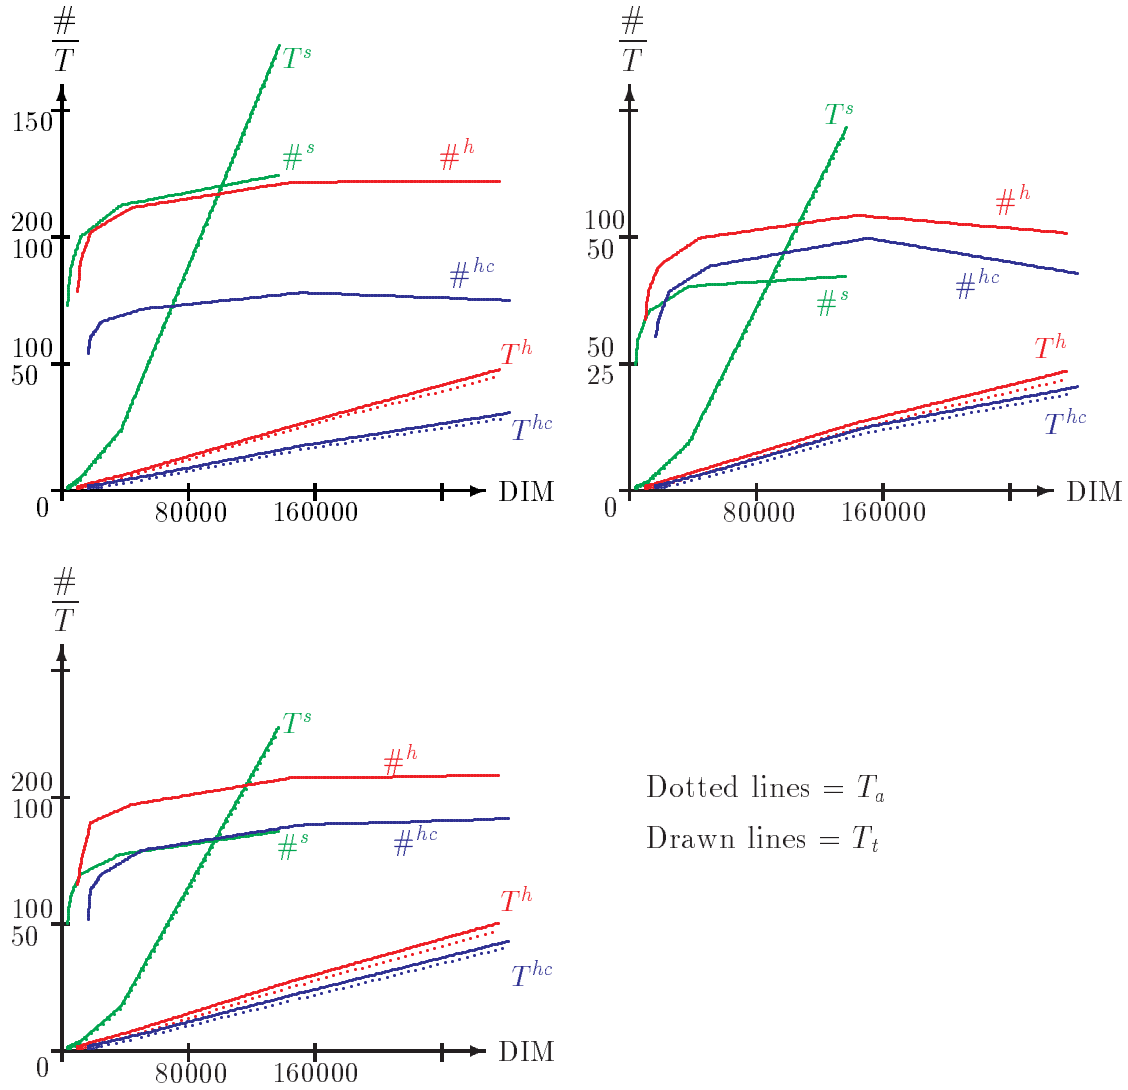 #
T
T^s
150
#^s
#^h
200
100
#^{hc}
100
50
T^h
T^{hc}
0
80000
160000
DIM
#
T
T^s
#^h
100
50
#^{hc}
#^s
50
25
T^h
T^{hc}
0
80000
160000
DIM
#
T
T^s
#^h
200
100
#^s
#^{hc}
100
50
T^h
T^{hc}
0
80000
160000
DIM
Dotted lines = T_a
Drawn lines = T_t